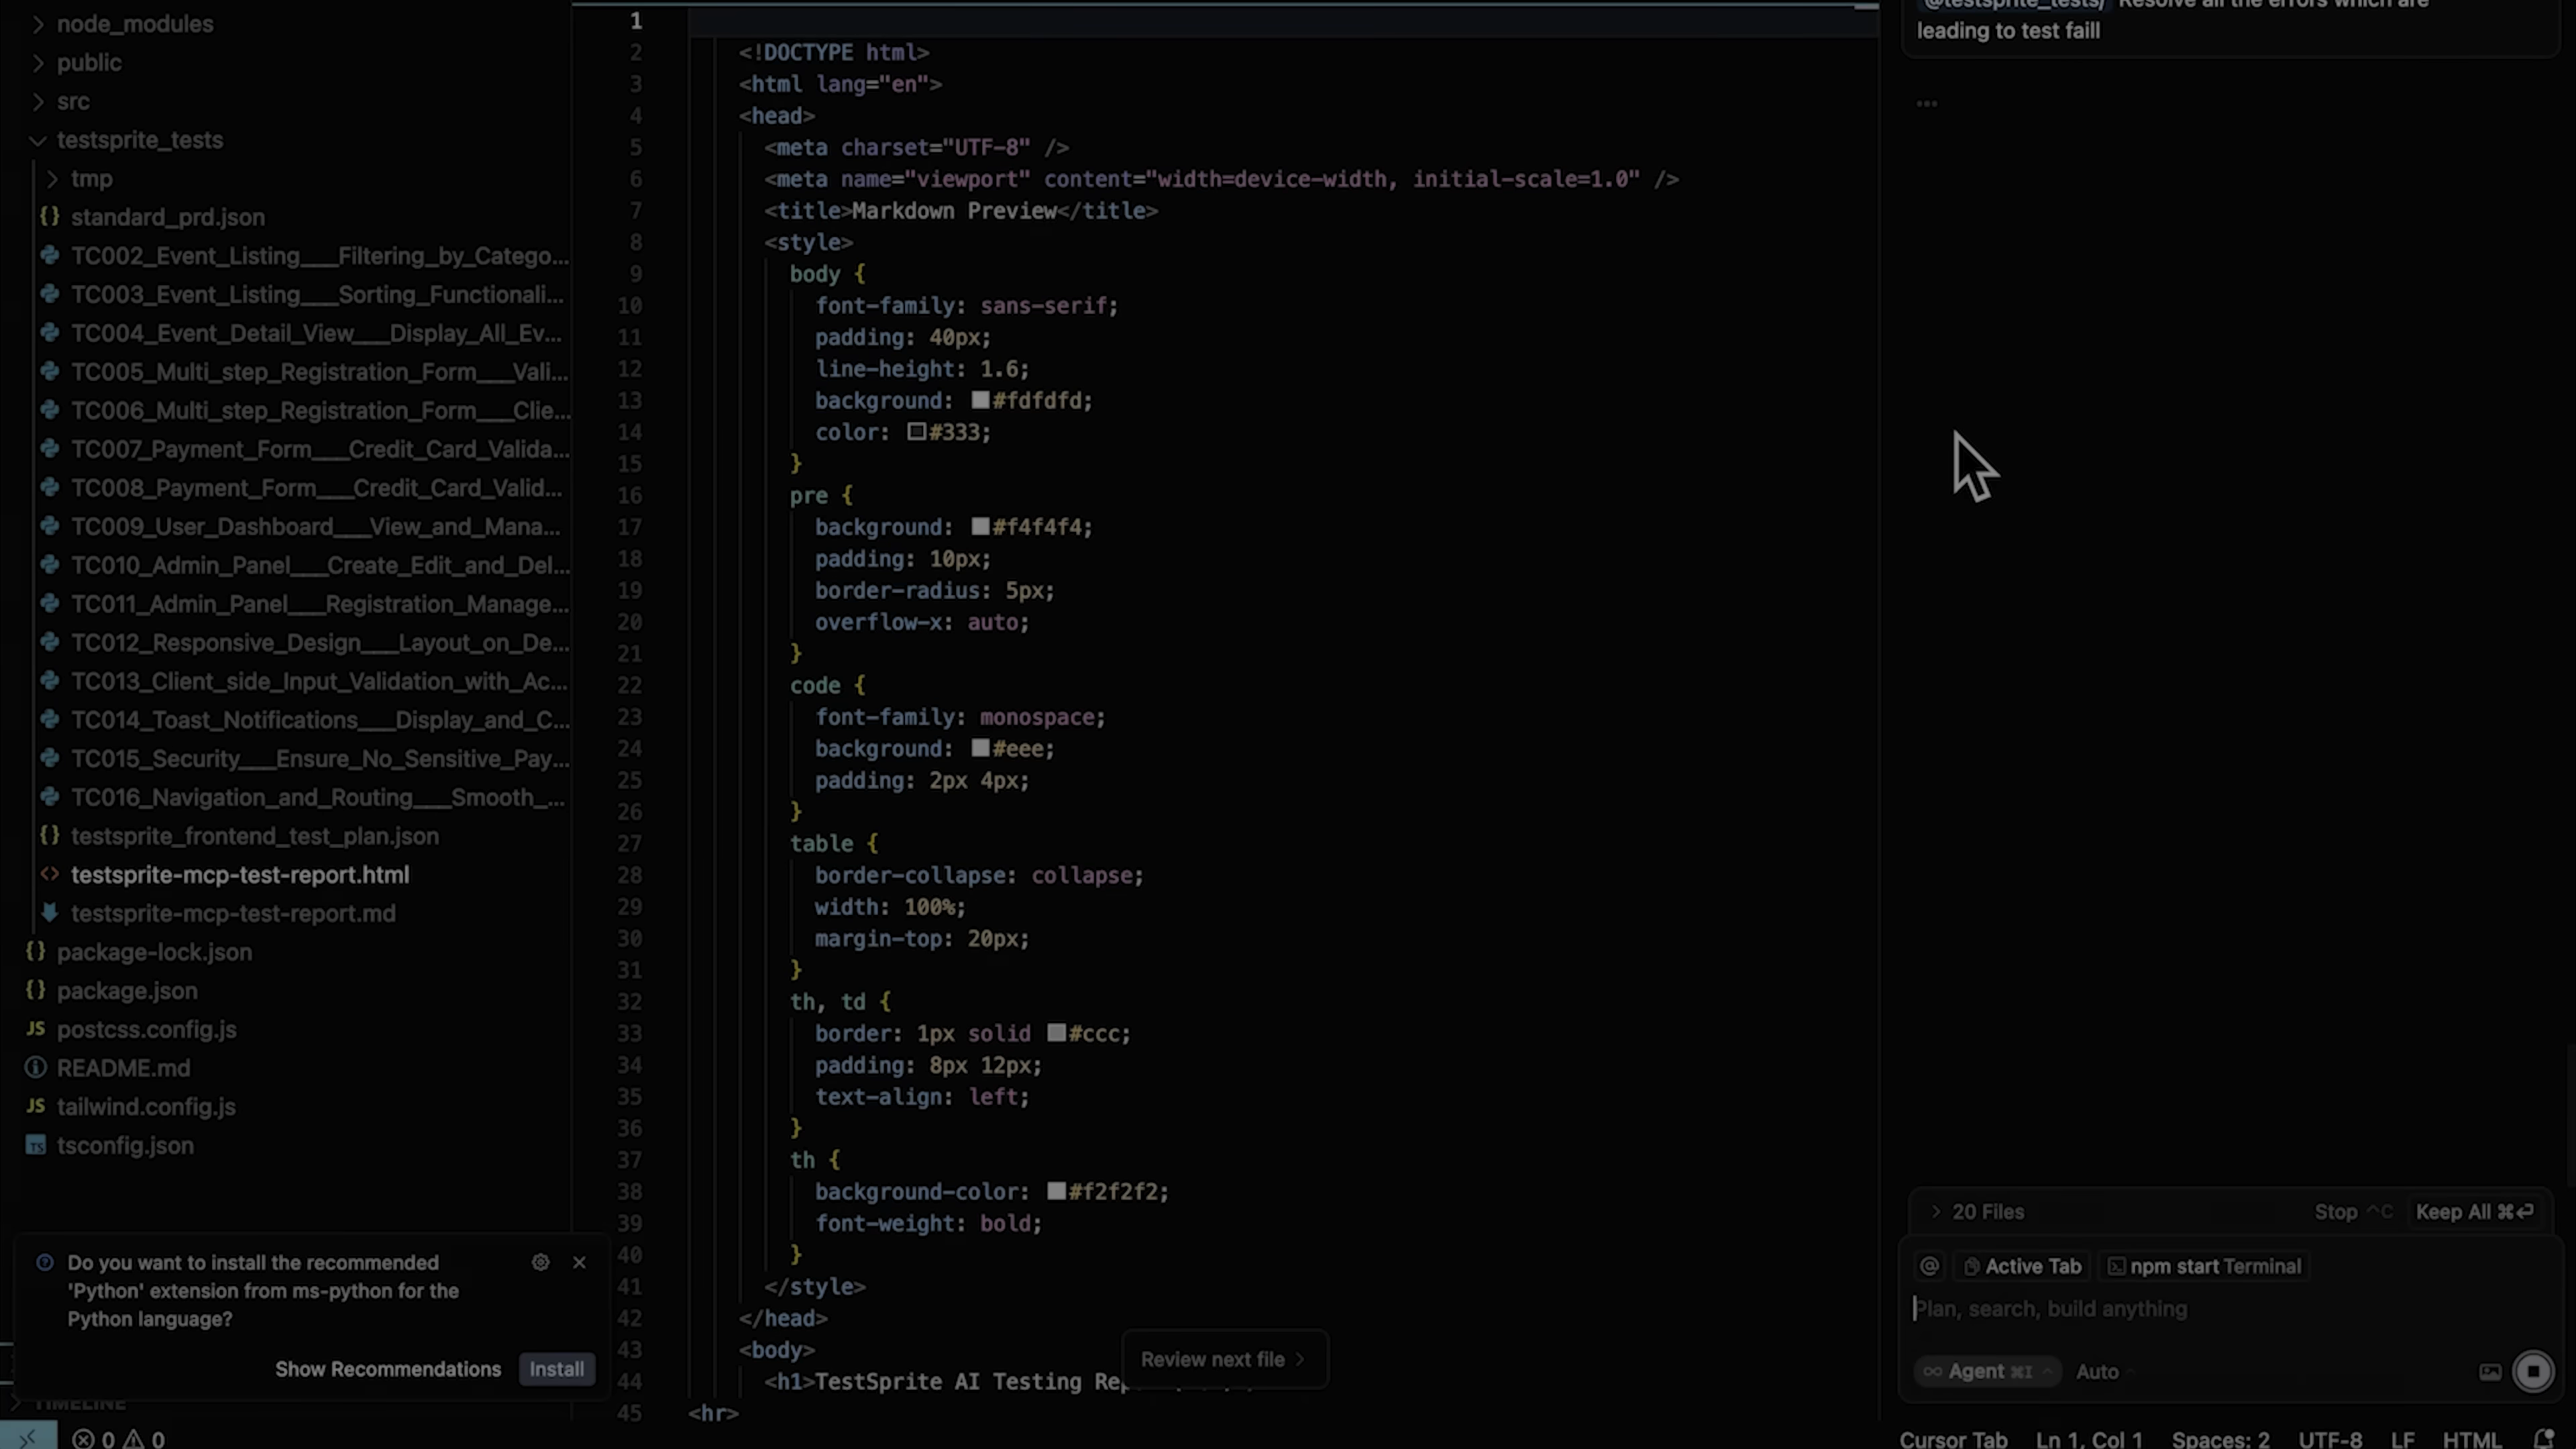 node_modules
public
src
testsprite_tests
tmp
standard_prd.json
TC002_Event_Listing___Filtering_by_Catego...
TC003_Event_Listing___Sorting_Functionali...
TC004_Event_Detail_View___Display_All_Ev...
TC005_Multi_step_Registration_Form___Vali...
TC006_Multi_step_Registration_Form___Clie...
TC007_Payment_Form___Credit_Card_Valida...
TC008_Payment_Form___Credit_Card_Valid...
TC009_User_Dashboard___View_and_Mana...
TC010_Admin_Panel___Create_Edit_and_Del...
TC011_Admin_Panel___Registration_Manage...
TC012_Responsive_Design___Layout_on_De...
TC013_Client_side_Input_Validation_with_Ac...
TC014_Toast_Notifications___Display_and_C...
TC015_Security___Ensure_No_Sensitive_Pay...
TC016_Navigation_and_Routing___Smooth_...
{} testsprite_frontend_test_plan.json
<> testsprite-mcp-test-report.html
testsprite-mcp-test-report.md
{} package-lock.json
{} package.json
JS postcss.config.js
README.md
JS tailwind.config.js
TS tsconfig.json
Do you want to install the recommended
'Python' extension from ms-python for the
Python language?
Show Recommendations Install
TIMELINE
0 0
1
2 <!DOCTYPE html>
3 <html lang="en">
4 <head>
5 <meta charset="UTF-8" />
6 <meta name="viewport" content="width=device-width, initial-scale=1.0" />
7 <title>Markdown Preview</title>
8 <style>
9 body {
10 font-family: sans-serif;
11 padding: 40px;
12 line-height: 1.6;
13 background: #fdfdfd;
14 color: #333;
15 }
16 pre {
17 background: #f4f4f4;
18 padding: 10px;
19 border-radius: 5px;
20 overflow-x: auto;
21 }
22 code {
23 font-family: monospace;
24 background: #eee;
25 padding: 2px 4px;
26 }
27 table {
28 border-collapse: collapse;
29 width: 100%;
30 margin-top: 20px;
31 }
32 th, td {
33 border: 1px solid #ccc;
34 padding: 8px 12px;
35 text-align: left;
36 }
37 th {
38 background-color: #f2f2f2;
39 font-weight: bold;
40 }
41 </style>
42 </head>
43 <body>
44 <h1>TestSprite AI Testing
45 <hr>
Review next file
@testsprite_tests/ Resolve all the errors which are
leading to test faill
...
20 Files Stop ^C Keep All ⌘⏎
@ Active Tab npm start Terminal
Plan, search, build anything
∞ Agent ⌘I Auto
Cursor Tab Ln 1, Col 1 Spaces: 2 UTF-8 LF HTML